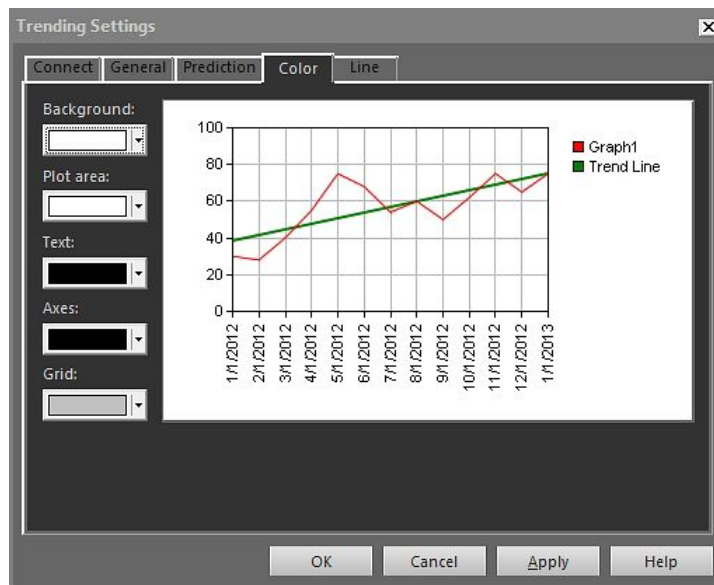 Trending Settings
Connect General Prediction Color Line
Background:
Plot area:
Text:
Axes:
Grid:
100
80
60
40
20
0
1/1/2012
2/1/2012
3/1/2012
4/1/2012
5/1/2012
6/1/2012
7/1/2012
8/1/2012
9/1/2012
10/1/2012
11/1/2012
12/1/2012
1/1/2013
Graph1
Trend Line
OK Cancel Apply Help